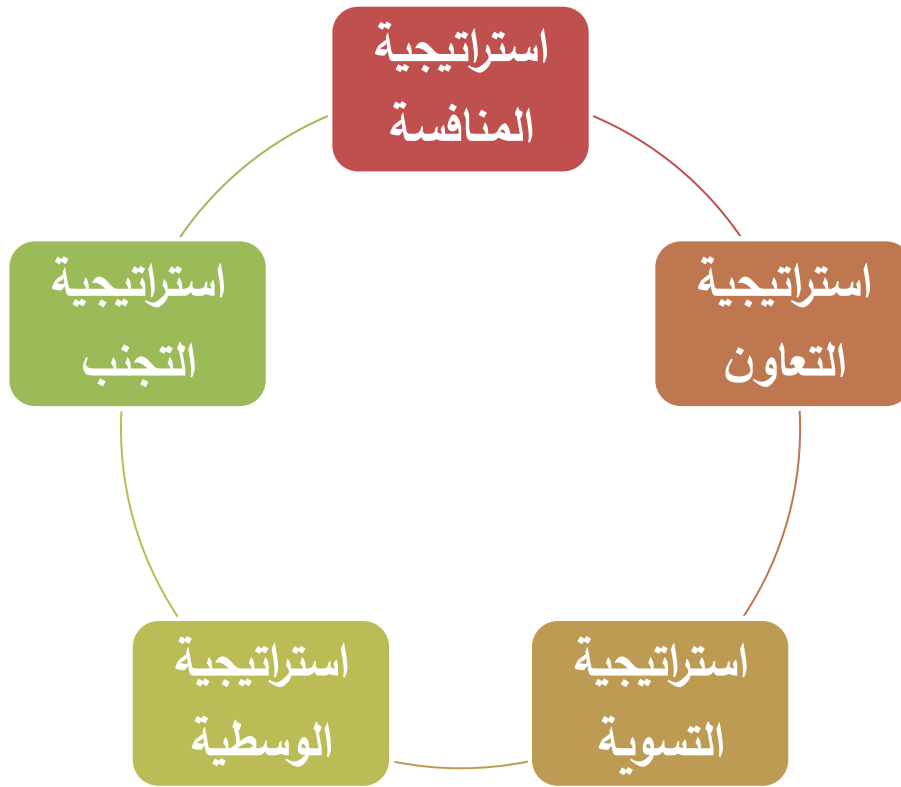 استراتيجية
المنافسة
استراتيجية
التعاون
استراتيجية
التسوية
استراتيجية
الوسطية
استراتيجية
التجنب